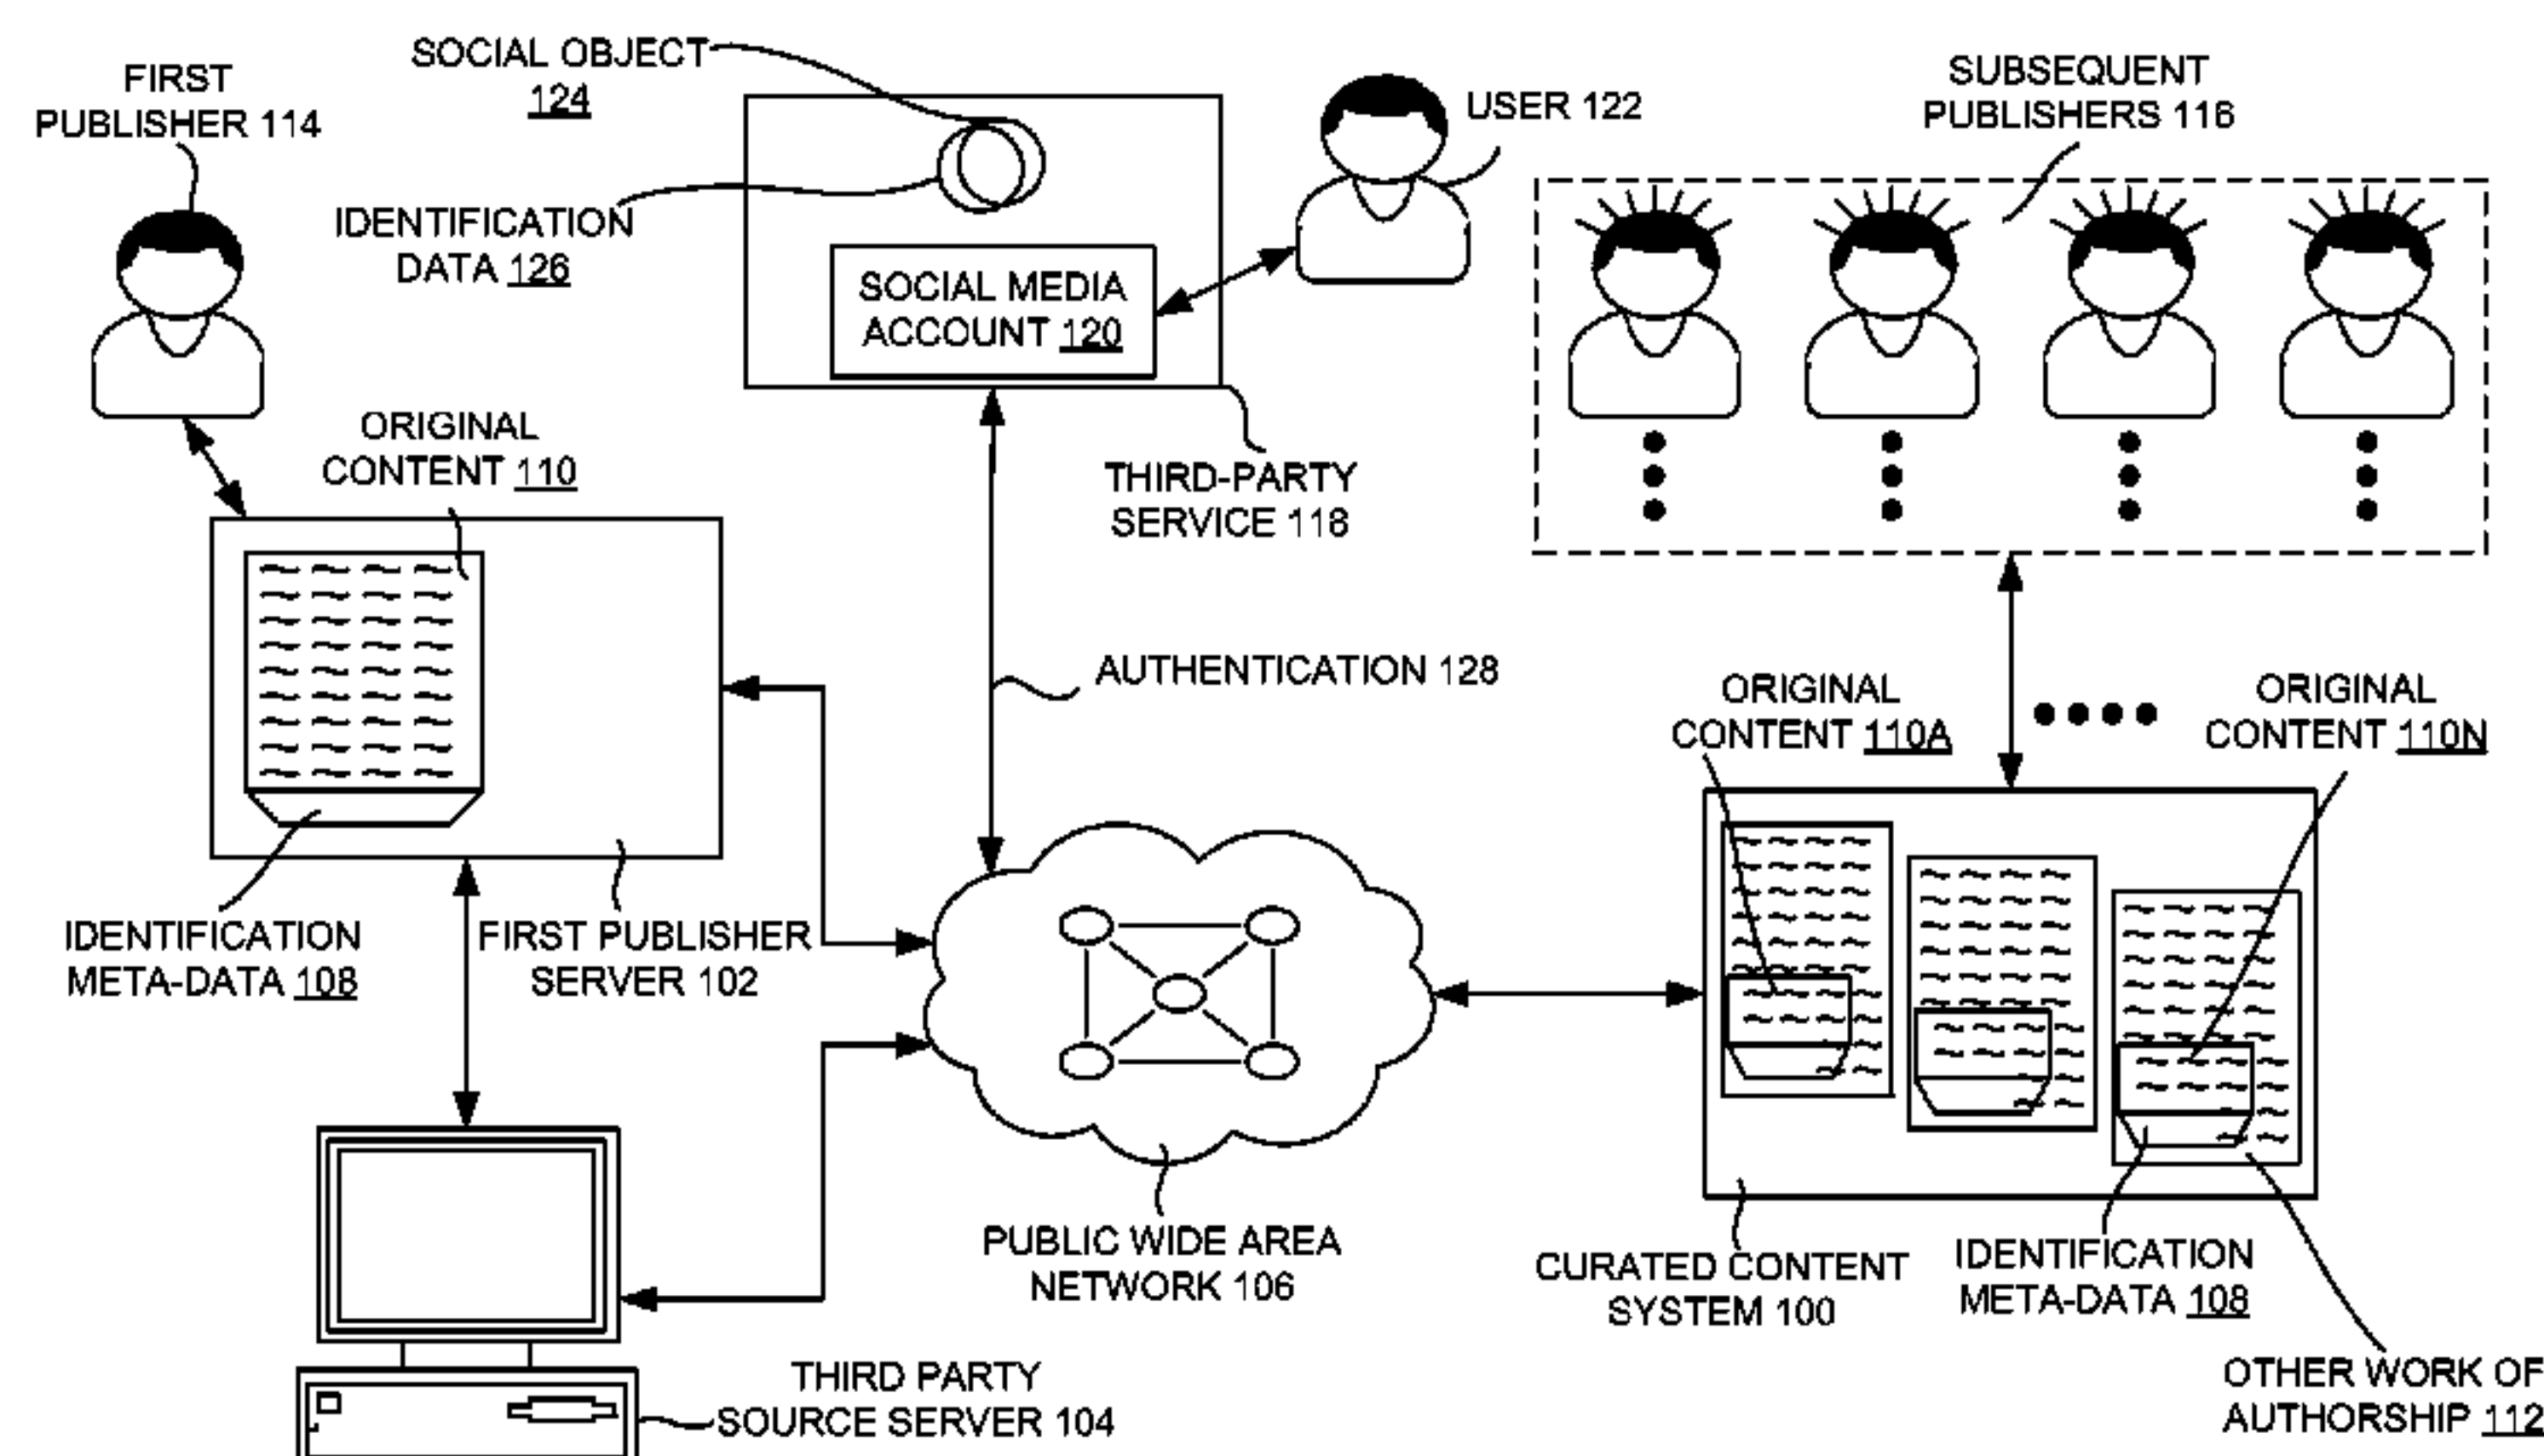 FIRST
PUBLISHER 114
SOCIAL OBJECT
124
IDENTIFICATION
DATA 126
SOCIAL MEDIA
ACCOUNT 120
USER 122
SUBSEQUENT
PUBLISHERS 116
ORIGINAL
CONTENT 110
THIRD-PARTY
SERVICE 118
AUTHENTICATION 128
ORIGINAL
CONTENT 110A
ORIGINAL
CONTENT 110N
IDENTIFICATION
META-DATA 108
FIRST PUBLISHER
SERVER 102
PUBLIC WIDE AREA
NETWORK 106
CURATED CONTENT
SYSTEM 100
IDENTIFICATION
META-DATA 108
THIRD PARTY
SOURCE SERVER 104
OTHER WORK OF
AUTHORSHIP 112